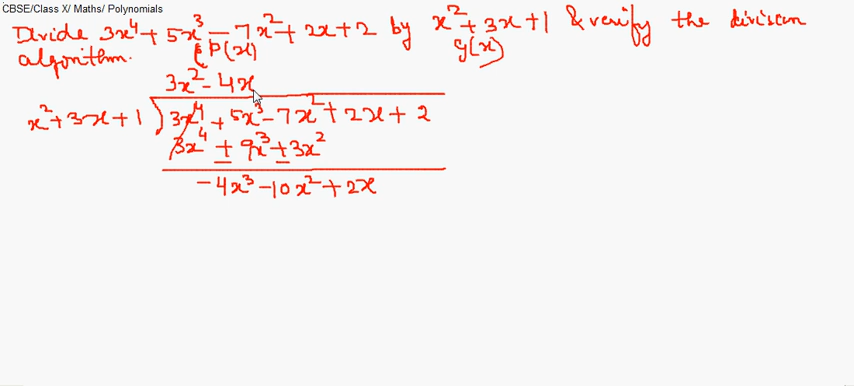 CBSE/Class X/ Maths/ Polynomials
Divide 3x⁴ + 5x³ - 7x² + 2x + 2 by x² + 3x + 1 & verify the division
algorithm. P(x) g(x)
3x² - 4x
x² + 3x + 1 ) 3x⁴ + 5x³ - 7x² + 2x + 2
3x⁴ + 9x³ + 3x²
- 4x³ - 10x² + 2x